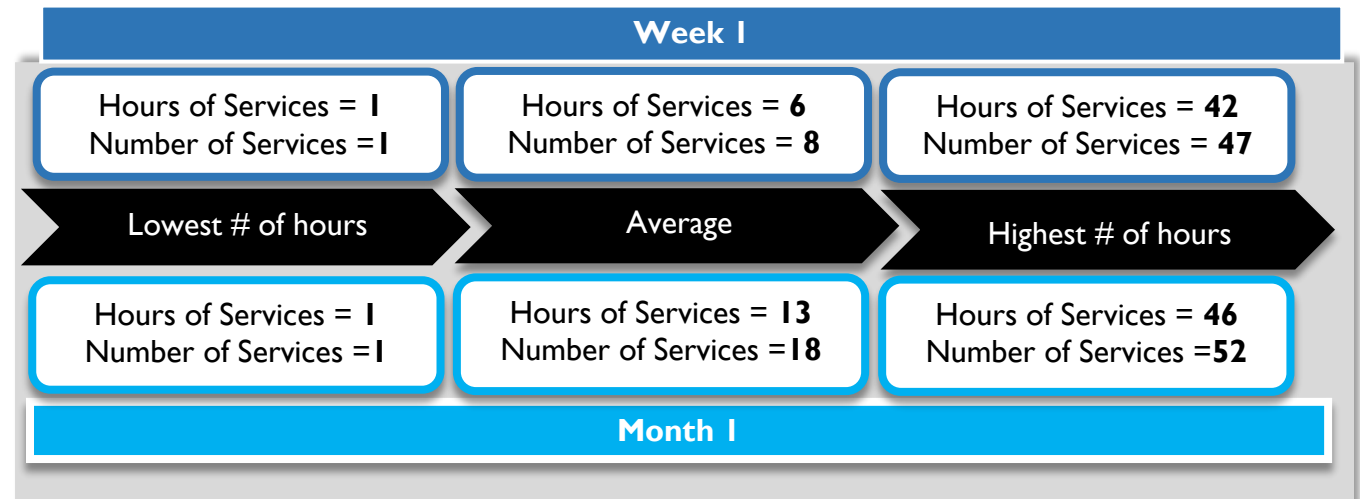 Week 1
Hours of Services = 1
Number of Services =1
Hours of Services = 6
Number of Services = 8
Hours of Services = 42
Number of Services = 47
Lowest # of hours
Average
Highest # of hours
Hours of Services = 1
Number of Services =1
Hours of Services = 13
Number of Services =18
Hours of Services = 46
Number of Services =52
Month 1